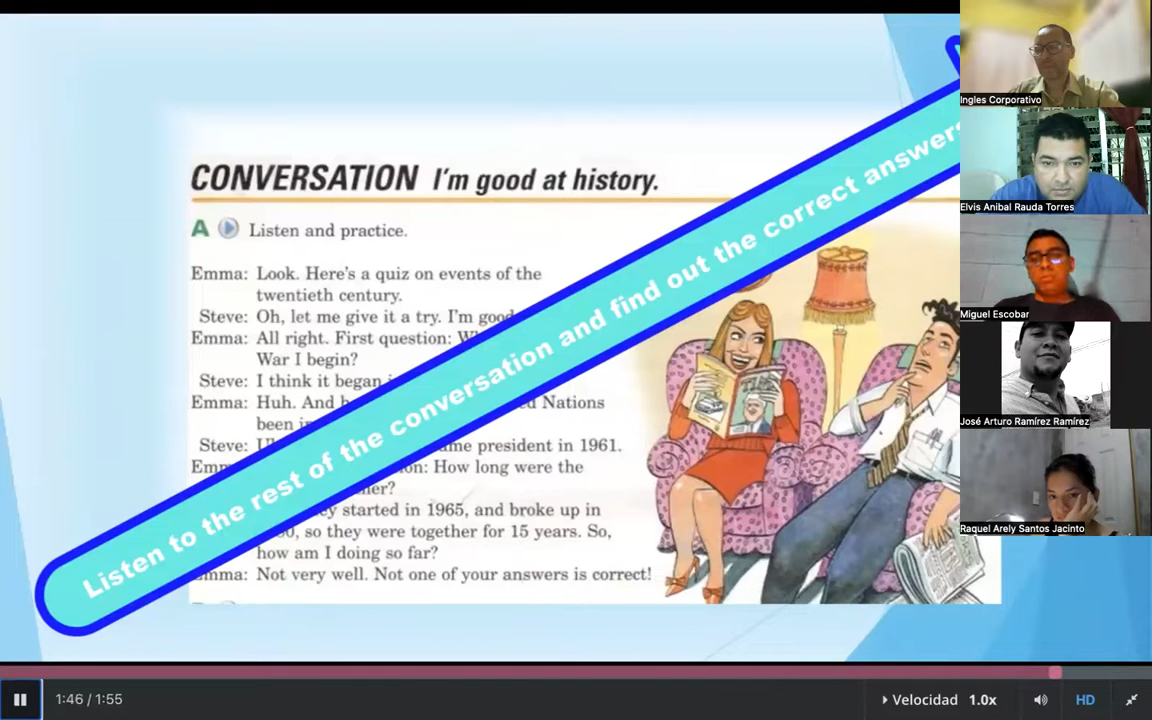 CONVERSATION I'm good at history.
A Listen and practice.
Emma: Look. Here's a quiz on events of the
twentieth century.
Steve: Oh, let me give it a try. I'm good
Emma: All right. First question:
War I begin?
Steve: I think it began
Emma: Huh. And Nations
been
Steve: president in 1961.
How long were the
started in 1965, and broke up in
so they were together for 15 years. So,
how am I doing so far?
Emma: Not very well. Not one of your answers is correct!
Listen to the rest of the conversation and find out the correct answers
Ingles Corporativo
Elvis Anibal Rauda Torres
Miguel Escobar
José Arturo Ramírez Ramírez
Raquel Arely Santos Jacinto
1:46 / 1:55
Velocidad 1.0x
HD